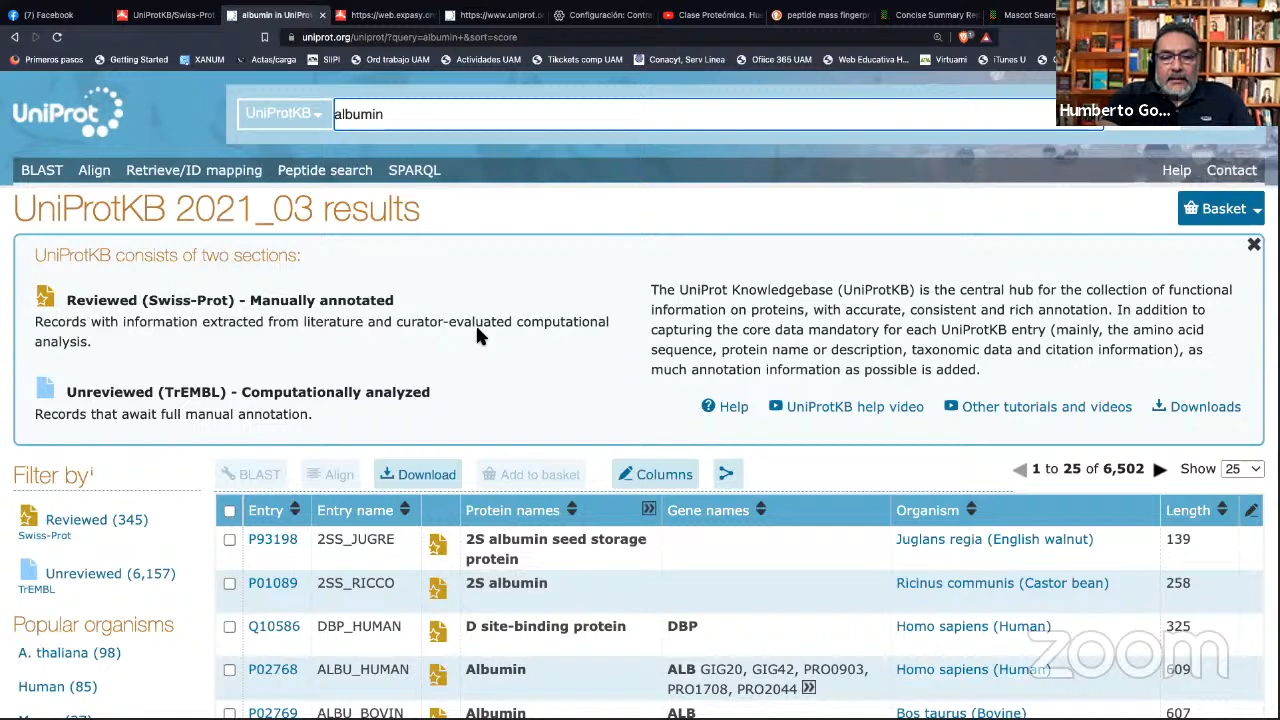 (7) Facebook
UniProtKB/Swiss-Prot
albumin in UniProt
https://web.expasy.org
https://www.uniprot.o
Configuración: Contra
Clase Proteómica. Hu
peptide mass fingerpr
Concise Summary Rep
Mascot Search
uniprot.org/uniprot/?query=albumin+&sort=score
Primeros pasos
Getting Started
XANUM
Actas/carga
SIIPI
Ord trabajo UAM
Actividades UAM
Tikckets comp UAM
Conacyt, Serv Linea
Oficce 365 UAM
Web Educativa H...
Virtuami
iTunes U
Humberto Go...
UniProt
UniProtKB
albumin
BLAST Align Retrieve/ID mapping Peptide search SPARQL
Help Contact
UniProtKB 2021_03 results
Basket
UniProtKB consists of two sections:
Reviewed (Swiss-Prot) - Manually annotated
Records with information extracted from literature and curator-evaluated computational
analysis.
Unreviewed (TrEMBL) - Computationally analyzed
Records that await full manual annotation.
The UniProt Knowledgebase (UniProtKB) is the central hub for the collection of functional
information on proteins, with accurate, consistent and rich annotation. In addition to
capturing the core data mandatory for each UniProtKB entry (mainly, the amino acid
sequence, protein name or description, taxonomic data and citation information), as
much annotation information as possible is added.
Help UniProtKB help video Other tutorials and videos Downloads
Filter by
BLAST Align Download Add to basket Columns
1 to 25 of 6,502 Show 25
Reviewed (345)
Swiss-Prot
Unreviewed (6,157)
TrEMBL
Popular organisms
A. thaliana (98)
Human (85)
Entry Entry name Protein names Gene names Organism Length
P93198 2SS_JUGRE 2S albumin seed storage Juglans regia (English walnut) 139
protein
P01089 2SS_RICCO 2S albumin Ricinus communis (Castor bean) 258
Q10586 DBP_HUMAN D site-binding protein DBP Homo sapiens (Human) 325
P02768 ALBU_HUMAN Albumin ALB GIG20, GIG42, PRO0903, Homo sapiens (Human) 609
PRO1708, PRO2044
P02769 ALBU_BOVIN Albumin ALB Bos taurus (Bovine) 607
zoom